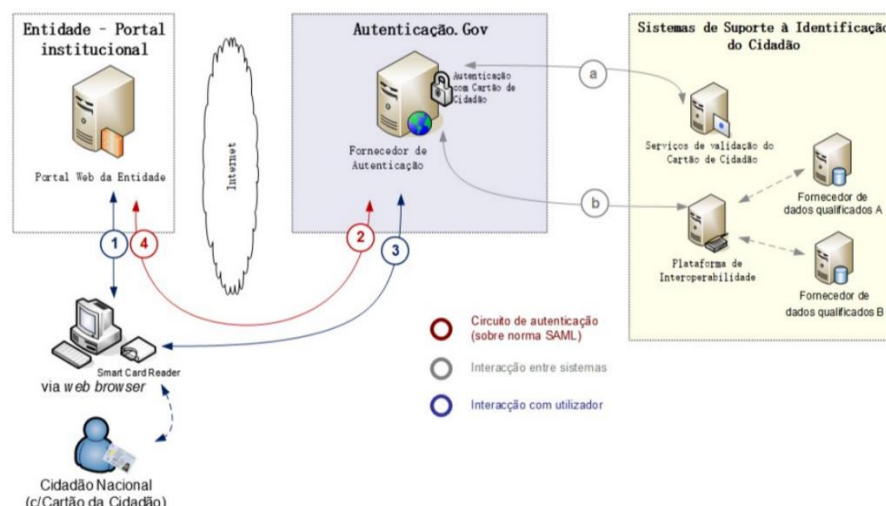 Entidade - Portal
institucional
Portal Web da Entidade
Internet
Autenticação.Gov
Autenticação
com Cartão de
Cidadão
Fornecedor de
Autenticação
Sistemas de Suporte à Identificação
do Cidadão
Serviços de validação do
Cartão de Cidadão
Fornecedor de
dados qualificados A
Plataforma de
Interoperabilidade
Fornecedor de
dados qualificados B
a
b
1
4
2
3
Smart Card Reader
via web browser
Cidadão Nacional
(c/Cartão da Cidadão)
Circuito de autenticação
(sobre norma SAML)
Interacção entre sistemas
Interacção com utilizador